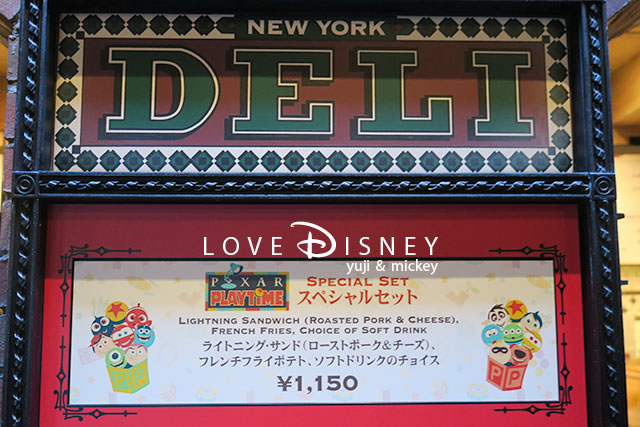 NEW YORK
DELI
LOVE DISNEY
yuji & mickey
PIXAR
PLAYTIME
SPECIAL SET
スペシャルセット
LIGHTNING SANDWICH (ROASTED PORK & CHEESE),
FRENCH FRIES, CHOICE OF SOFT DRINK
ライトニング・サンド(ローストポーク&チーズ)、
フレンチフライポテト、ソフトドリンクのチョイス
¥1,150
PP
PP